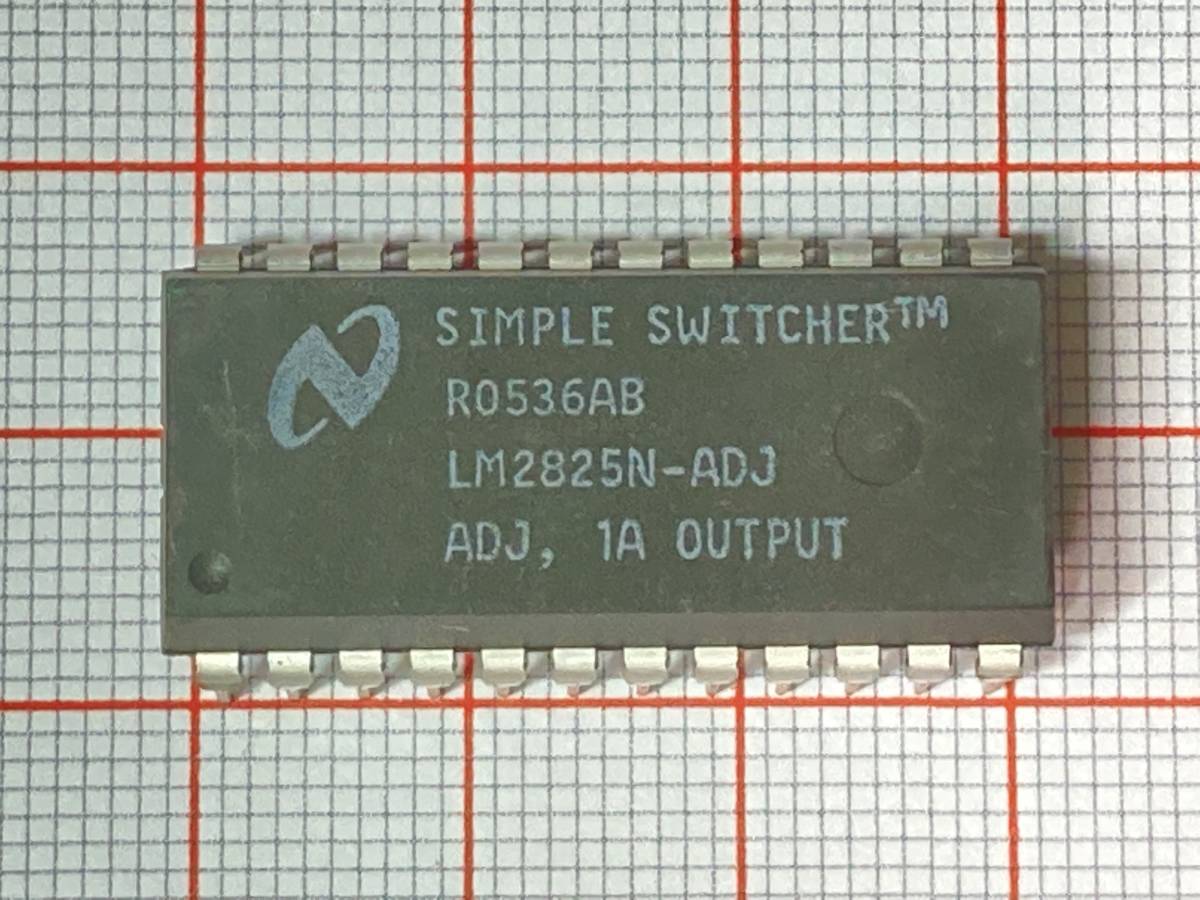 SIMPLE SWITCHER™
R0536AB
LM2825N-ADJ
ADJ, 1A OUTPUT